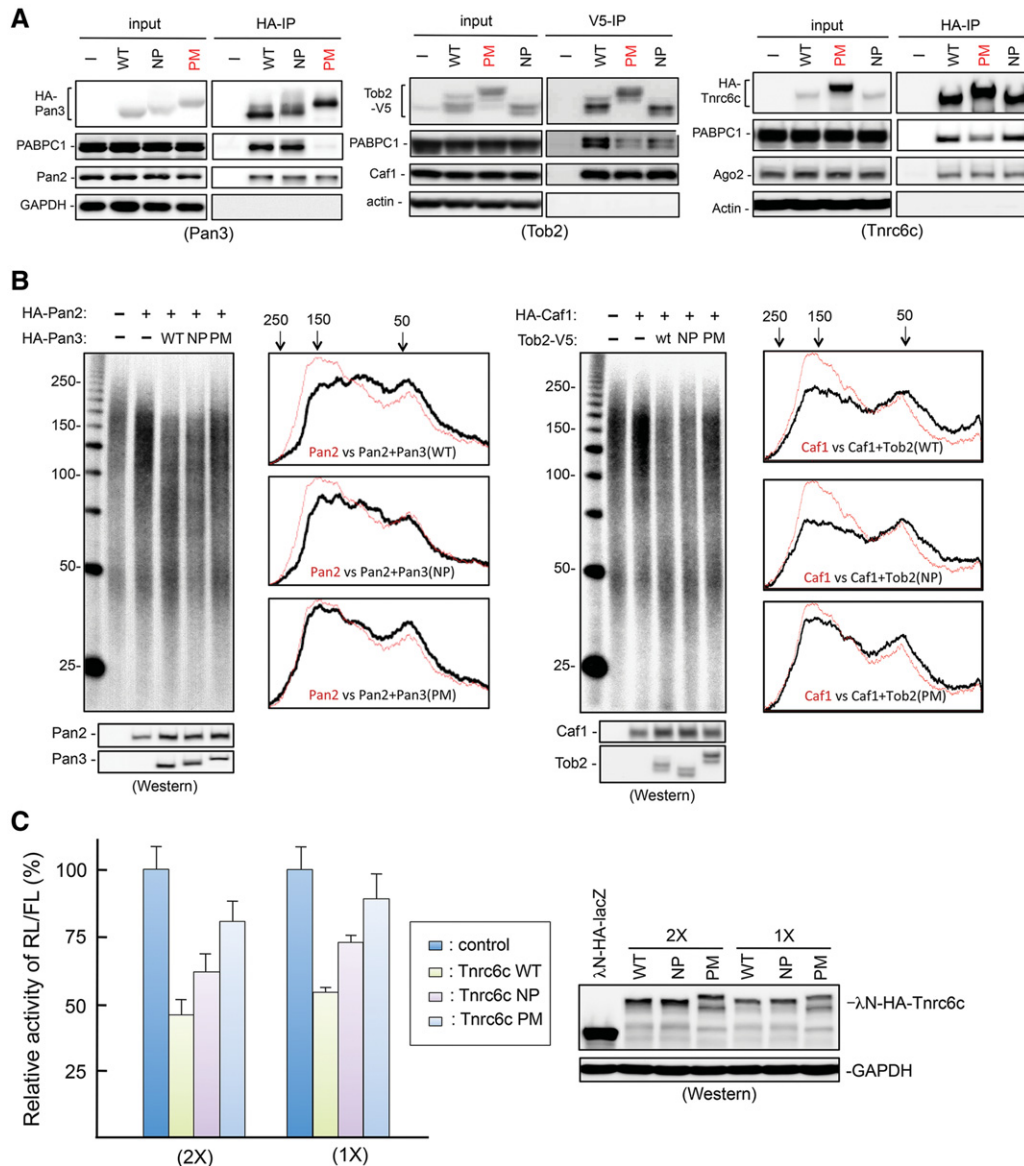 A
input HA-IP
– WT NP PM – WT NP PM
HA-
Pan3
PABPC1 -
Pan2 -
GAPDH -
(Pan3)
input V5-IP
– WT PM NP – WT PM NP
Tob2
-V5
PABPC1 -
Caf1 -
actin -
(Tob2)
input HA-IP
– WT PM NP – WT PM NP
HA-
Tnrc6c
PABPC1 -
Ago2 -
Actin -
(Tnrc6c)
B
HA-Pan2: – + + + +
HA-Pan3: – – WT NP PM
250-
150-
100-
50-
25-
Pan2 -
Pan3 -
(Western)
250 150 50
Pan2 vs Pan2+Pan3(WT)
Pan2 vs Pan2+Pan3(NP)
Pan2 vs Pan2+Pan3(PM)
HA-Caf1: – + + + +
Tob2-V5: – – wt NP PM
250-
150-
100-
50-
25-
Caf1 -
Tob2 -
(Western)
250 150 50
Caf1 vs Caf1+Tob2(WT)
Caf1 vs Caf1+Tob2(NP)
Caf1 vs Caf1+Tob2(PM)
C
Relative activity of RL/FL (%)
100
75
50
25
(2X) (1X)
: control
: Tnrc6c WT
: Tnrc6c NP
: Tnrc6c PM
λN-HA-lacZ
2X 1X
WT NP PM WT NP PM
–λN-HA-Tnrc6c
-GAPDH
(Western)